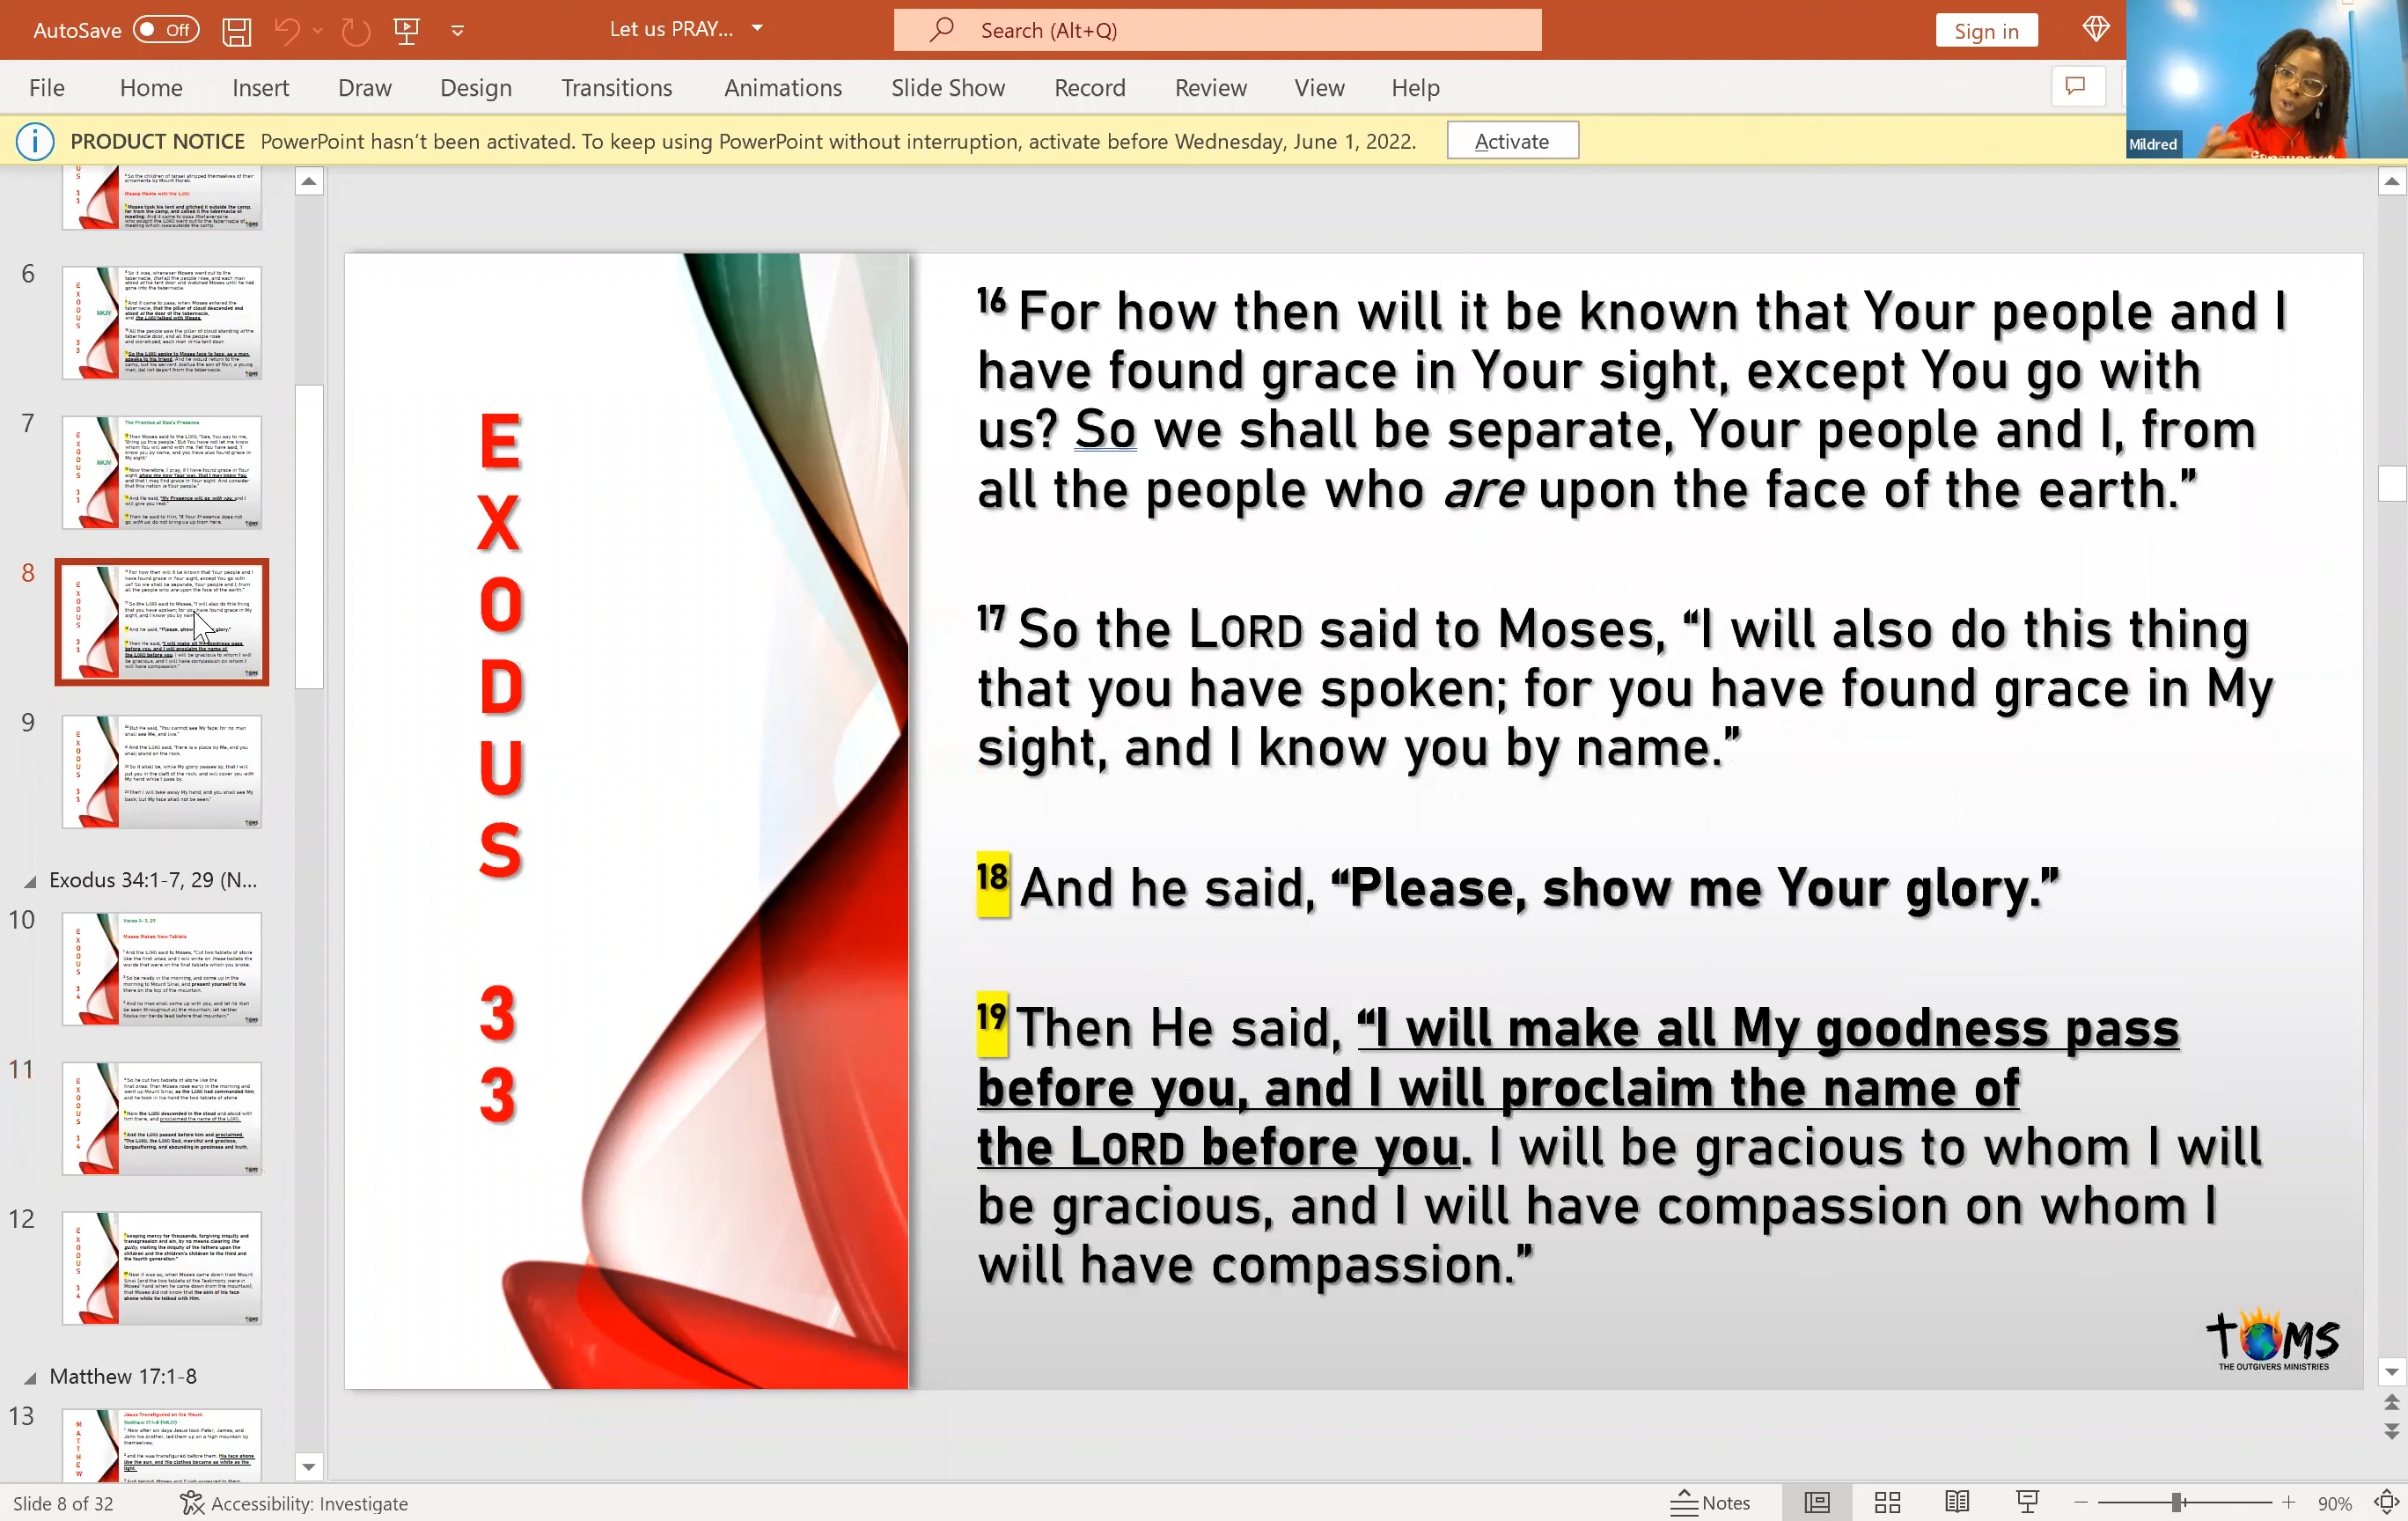 AutoSave Off
Let us PRAY...
Search (Alt+Q)
Sign in
File Home Insert Draw Design Transitions Animations Slide Show Record Review View Help
PRODUCT NOTICE PowerPoint hasn't been activated. To keep using PowerPoint without interruption, activate before Wednesday, June 1, 2022. Activate
Mildred
6
7
8
9
Exodus 34:1-7, 29 (N...
10
11
12
Matthew 17:1-8
13
E
X
O
D
U
S
3
3
16 For how then will it be known that Your people and I
have found grace in Your sight, except You go with
us? So we shall be separate, Your people and I, from
all the people who are upon the face of the earth.”
17 So the LORD said to Moses, “I will also do this thing
that you have spoken; for you have found grace in My
sight, and I know you by name.”
18 And he said, “Please, show me Your glory.”
19 Then He said, “I will make all My goodness pass
before you, and I will proclaim the name of
the LORD before you. I will be gracious to whom I will
be gracious, and I will have compassion on whom I
will have compassion.”
TOMS
THE OUTGIVERS MINISTRIES
Slide 8 of 32
Accessibility: Investigate
Notes
90%